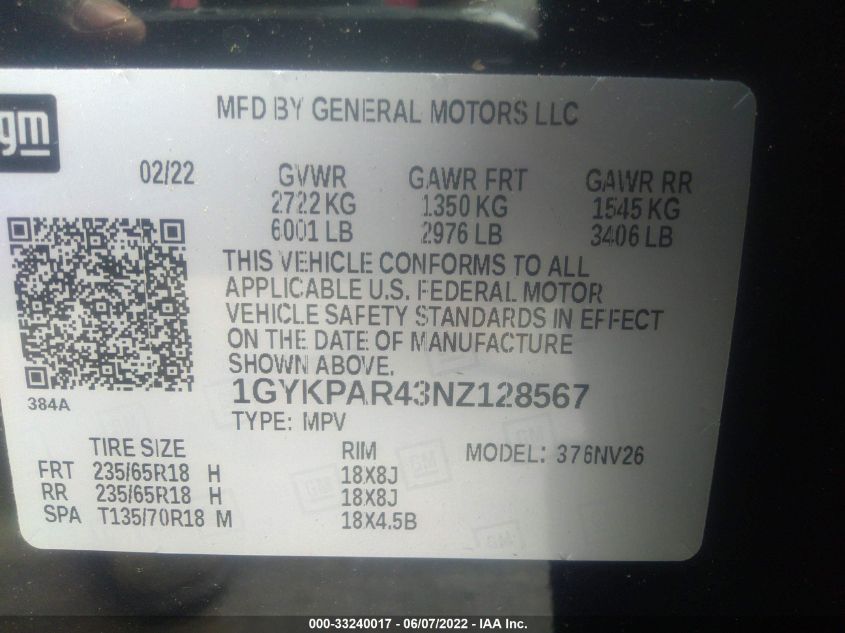 gm
MFD BY GENERAL MOTORS LLC
02/22 GVWR GAWR FRT GAWR RR
2722 KG 1350 KG 1545 KG
6001 LB 2976 LB 3406 LB
THIS VEHICLE CONFORMS TO ALL
APPLICABLE U.S. FEDERAL MOTOR
VEHICLE SAFETY STANDARDS IN EFFECT
ON THE DATE OF MANUFACTURE
SHOWN ABOVE.
1GYKPAR43NZ128567
384A
TYPE: MPV
TIRE SIZE RIM MODEL: 376NV26
FRT 235/65R18 H 18X8J
RR 235/65R18 H 18X8J
SPA T135/70R18 M 18X4.5B
000-33240017 - 06/07/2022 - IAA Inc.